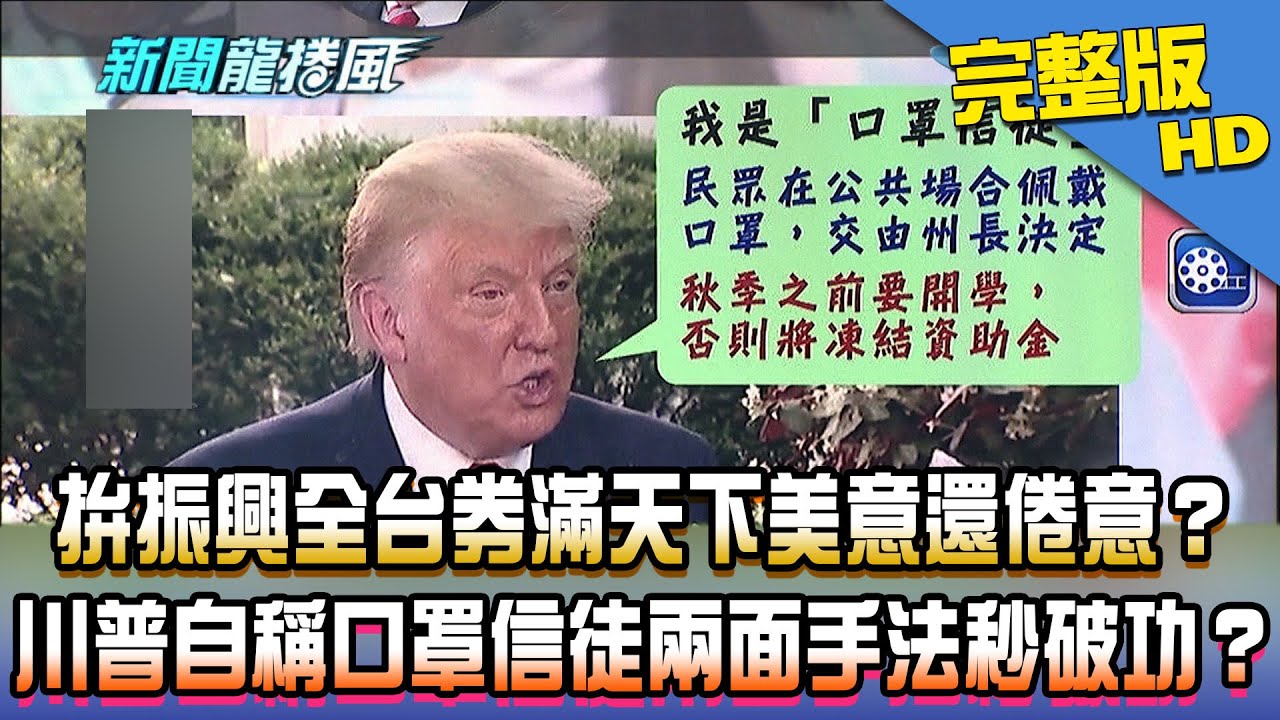 新聞龍捲風
完整版
HD
我是「口罩信徒
民眾在公共場合佩戴
口罩，交由州長決定
秋季之前要開學，
否則將凍結資助金
拚振興全台券滿天下美意還倦意？
川普自稱口罩信徒兩面手法秒破功？